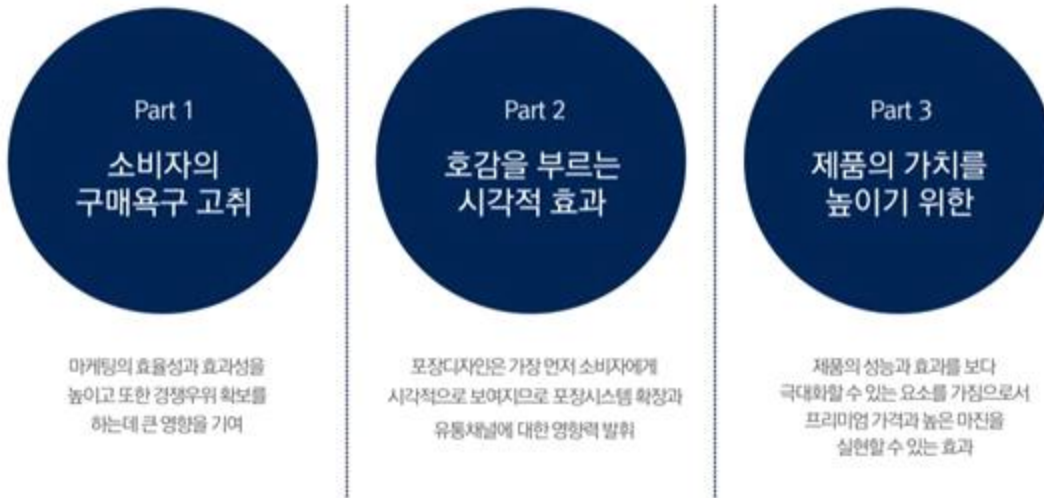 Part 1
소비자의
구매욕구 고취
마케팅의 효율성과 효과성을
높이고 또한 경쟁우위 확보를
하는데 큰 영향을 기여
Part 2
호감을 부르는
시각적 효과
포장디자인은 가장 먼저 소비자에게
시각적으로 보여지므로 포장시스템 확장과
유통채널에 대한 영향력 발휘
Part 3
제품의 가치를
높이기 위한
제품의 성능과 효과를 보다
극대화할 수 있는 요소를 가짐으로서
프리미엄 가격과 높은 마진을
실현할 수 있는 효과